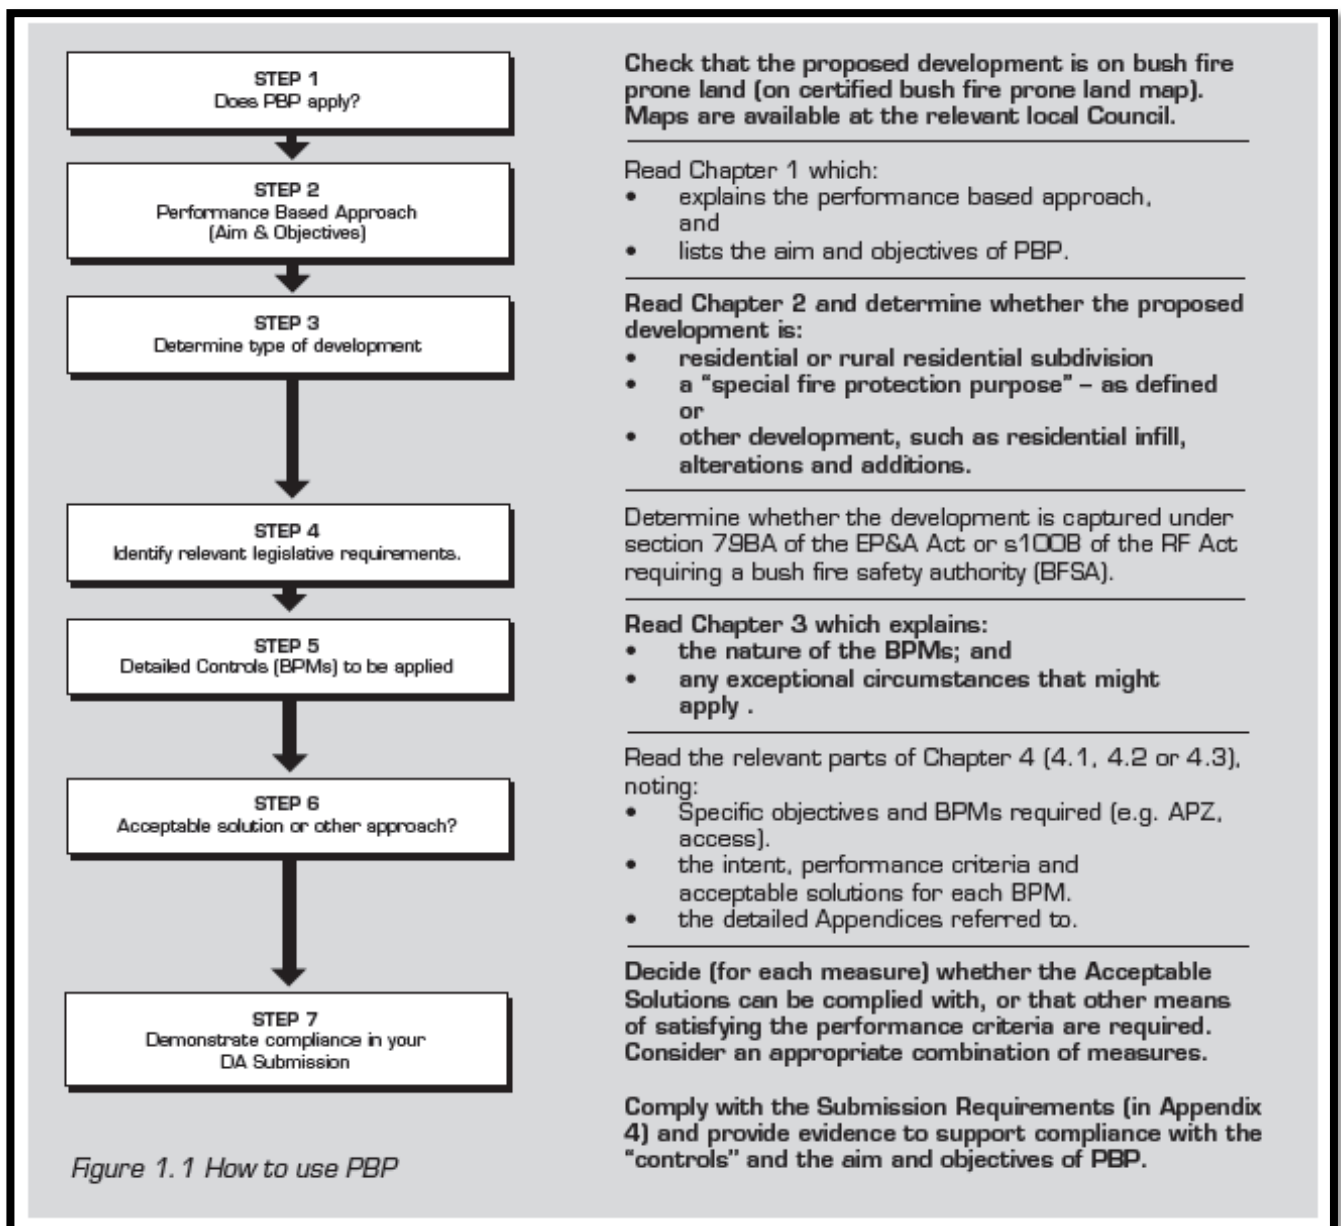 STEP 1
Does PBP apply?
Check that the proposed development is on bush fire
prone land (on certified bush fire prone land map).
Maps are available at the relevant local Council.
STEP 2
Performance Based Approach
(Aim & Objectives)
Read Chapter 1 which:
• explains the performance based approach,
and
• lists the aim and objectives of PBP.
STEP 3
Determine type of development
Read Chapter 2 and determine whether the proposed
development is:
• residential or rural residential subdivision
• a “special fire protection purpose” – as defined
or
• other development, such as residential infill,
alterations and additions.
STEP 4
Identify relevant legislative requirements.
Determine whether the development is captured under
section 79BA of the EP&A Act or s100B of the RF Act
requiring a bush fire safety authority (BFSA).
STEP 5
Detailed Controls (BPMs) to be applied
Read Chapter 3 which explains:
• the nature of the BPMs; and
• any exceptional circumstances that might
apply .
STEP 6
Acceptable solution or other approach?
Read the relevant parts of Chapter 4 (4.1, 4.2 or 4.3),
noting:
• Specific objectives and BPMs required (e.g. APZ,
access).
• the intent, performance criteria and
acceptable solutions for each BPM.
• the detailed Appendices referred to.
STEP 7
Demonstrate compliance in your
DA Submission
Decide (for each measure) whether the Acceptable
Solutions can be complied with, or that other means
of satisfying the performance criteria are required.
Consider an appropriate combination of measures.
Comply with the Submission Requirements (in Appendix
4) and provide evidence to support compliance with the
“controls” and the aim and objectives of PBP.
Figure 1.1 How to use PBP